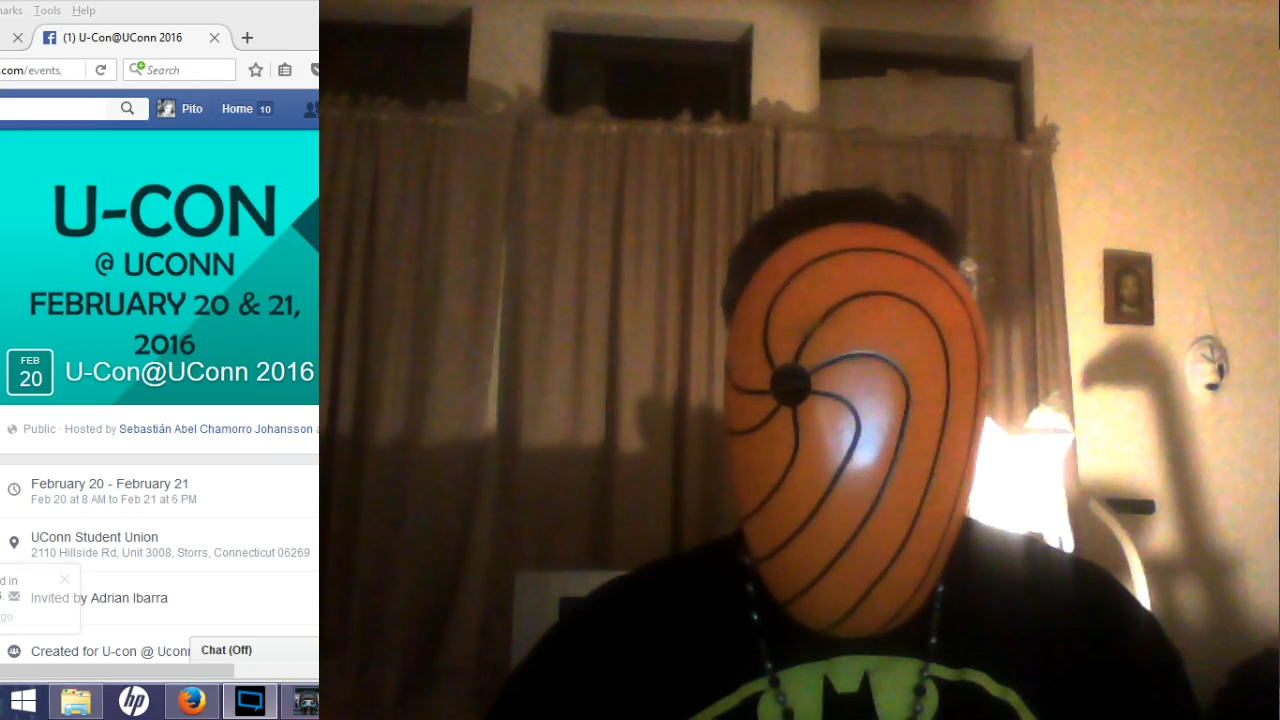 arks Tools Help
(1) U-Con@UConn 2016
.com/events,
Search
Pito Home 10
U-CON
@ UCONN
FEBRUARY 20 & 21,
2016
FEB
20
U-Con@UConn 2016
Public · Hosted by Sebastián Abel Chamorro Johansson a
February 20 - February 21
Feb 20 at 8 AM to Feb 21 at 6 PM
UConn Student Union
2110 Hillside Rd, Unit 3008, Storrs, Connecticut 06269
d in
Invited by Adrian Ibarra
go
Created for U-con @ Uconn
Chat (Off)
hp